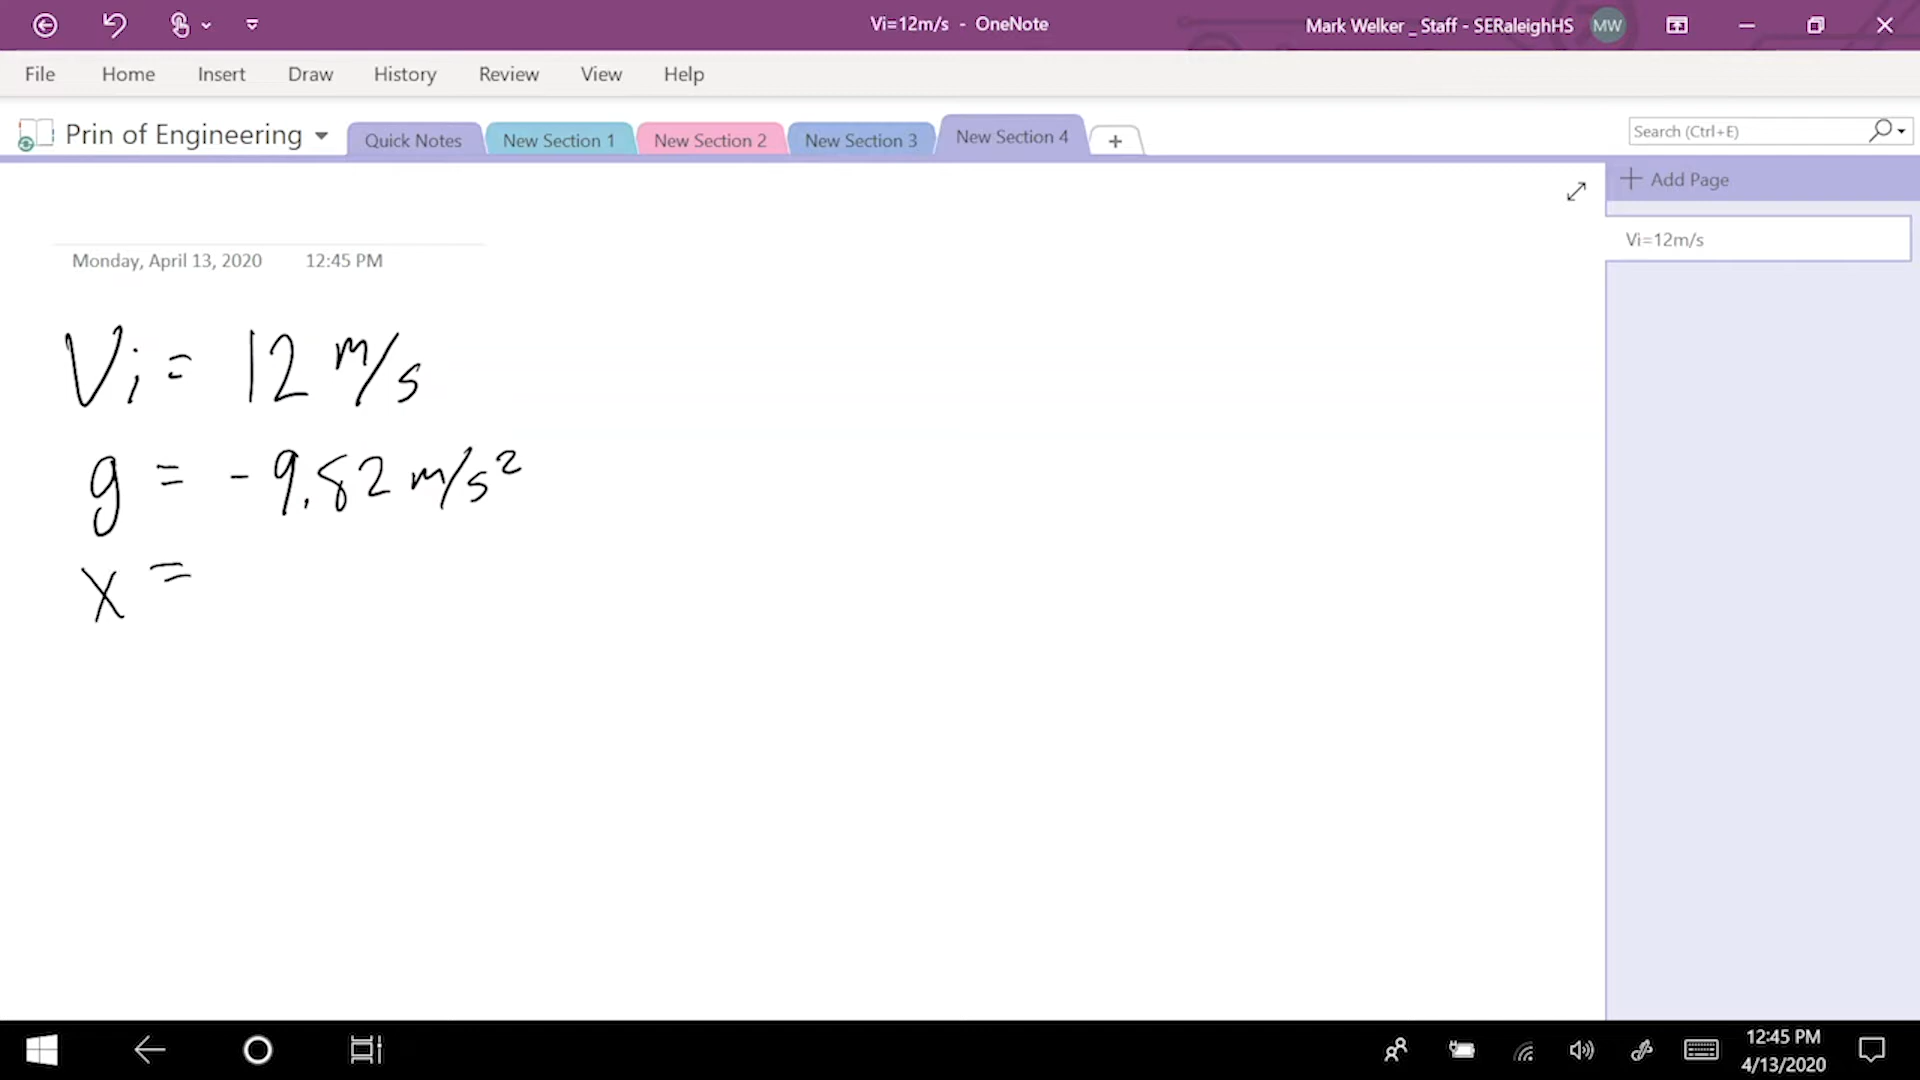 Vi=12m/s - OneNote
Mark Welker _ Staff - SERaleighHS MW
File Home Insert Draw History Review View Help
Prin of Engineering Quick Notes New Section 1 New Section 2 New Section 3 New Section 4 +
Search (Ctrl+E)
Add Page
Vi=12m/s
Monday, April 13, 2020 12:45 PM
Vi = 12 m/s
g = - 9.82 m/s²
x =
12:45 PM
4/13/2020